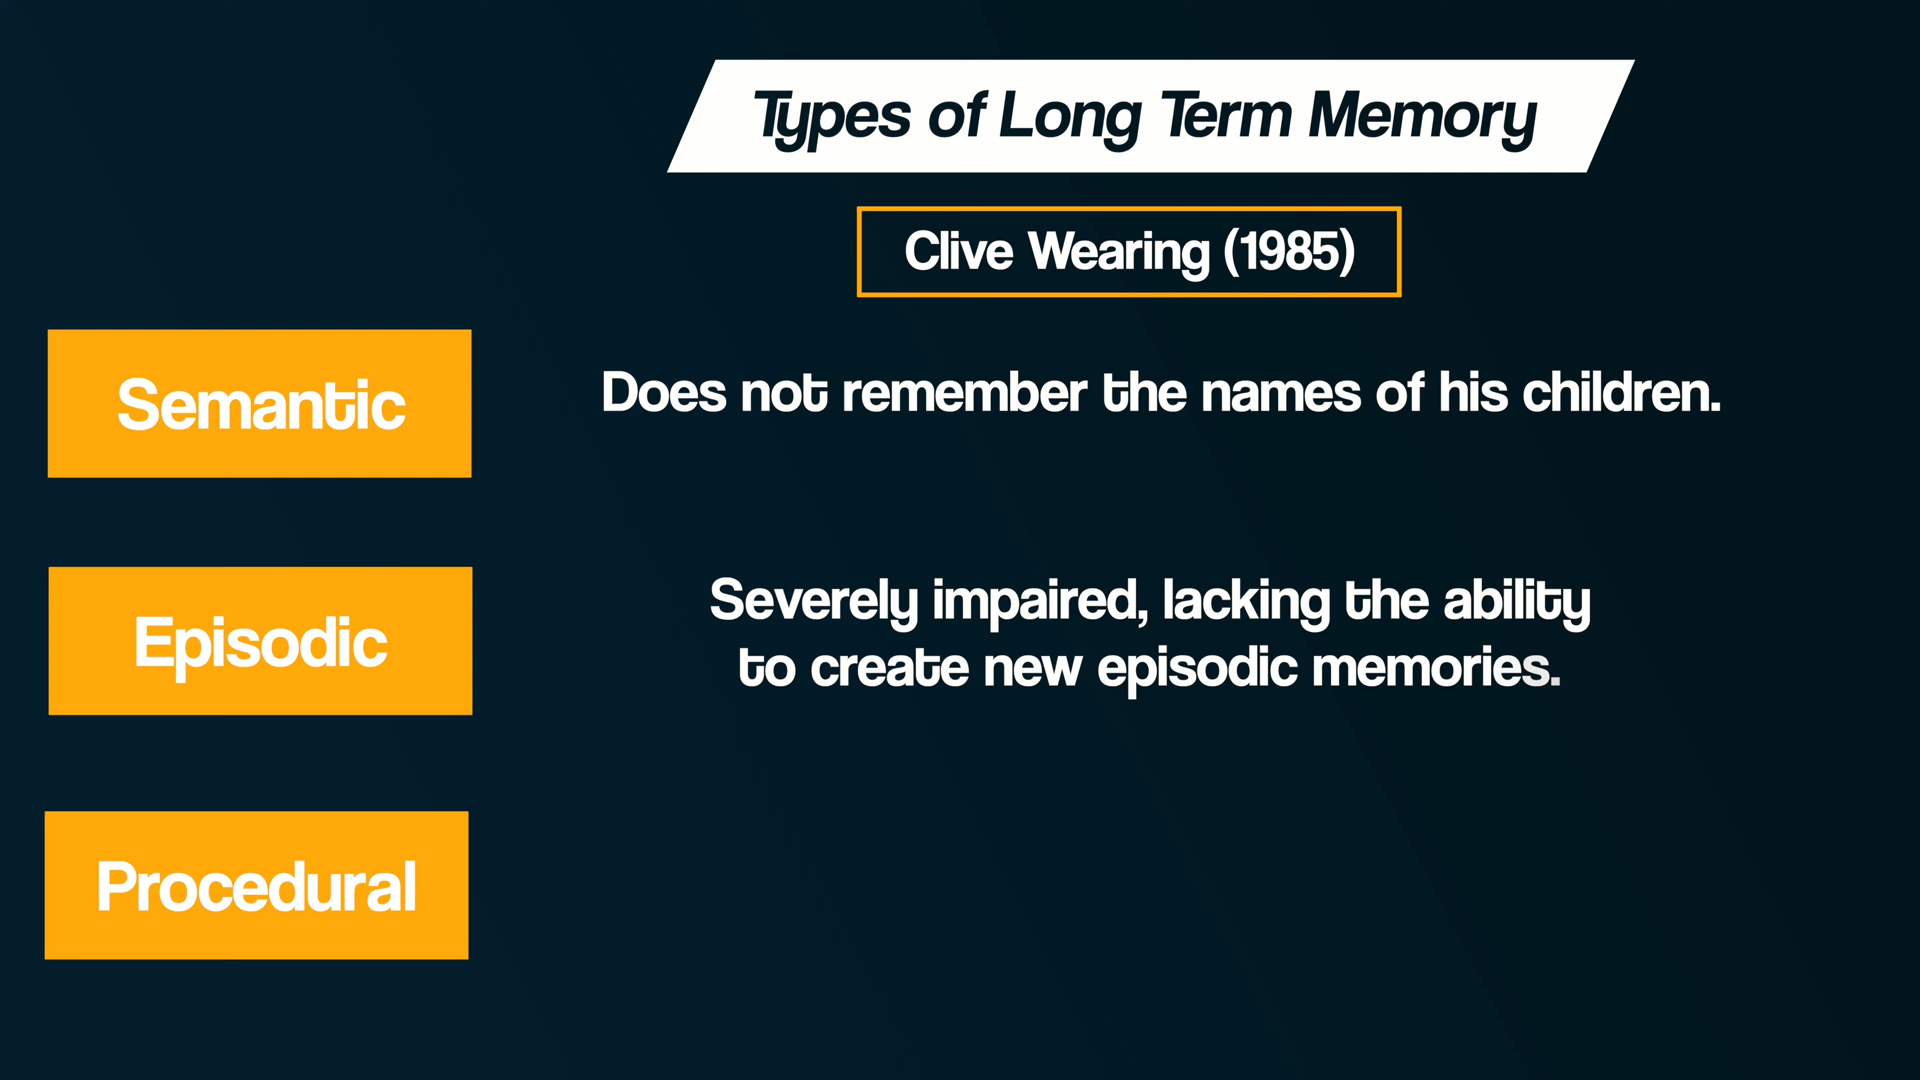 Types of Long Term Memory
Clive Wearing (1985)
Semantic
Does not remember the names of his children.
Episodic
Severely impaired, lacking the ability
to create new episodic memories.
Procedural